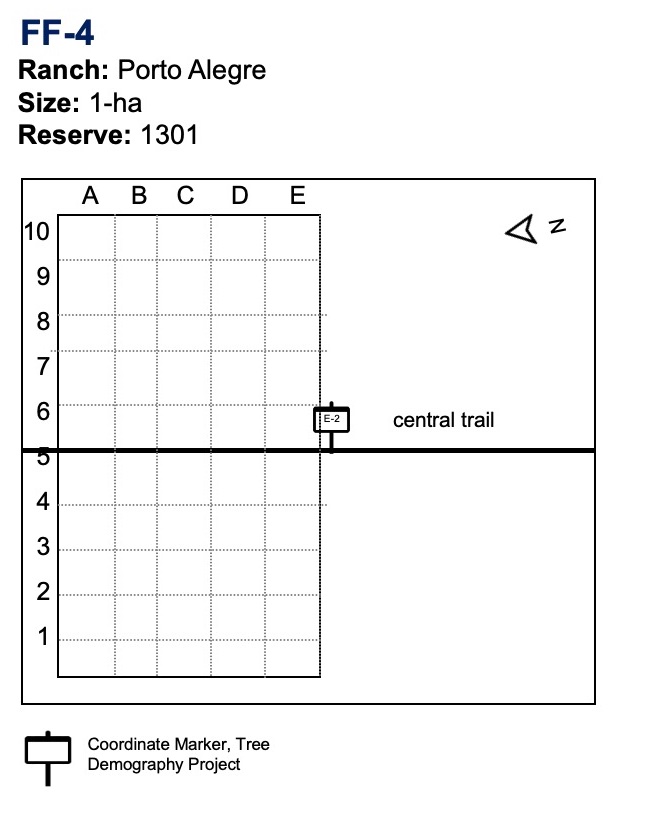 FF-4
Ranch: Porto Alegre
Size: 1-ha
Reserve: 1301
A B C D E
10
N
9
8
7
6
E-2
central trail
5
4
3
2
1
Coordinate Marker, Tree
Demography Project